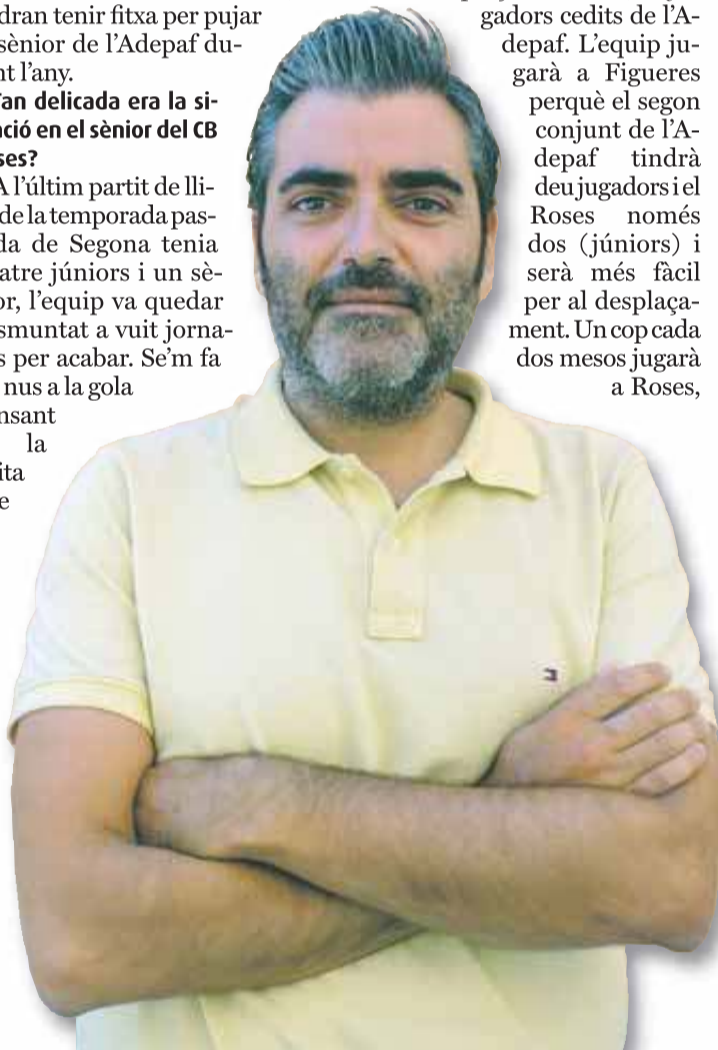 dran tenir fitxa per pujar
sènior de l’Adepaf du-
nt l’any.
an delicada era la si-
ació en el sènior del CB
ses?
A l’últim partit de lli-
de la temporada pas-
da de Segona tenia
atre júniors i un sè-
or, l’equip va quedar
smuntat a vuit jorna-
s per acabar. Se’m fa
nus a la gola
nsant
la
ita
e
gadors cedits de l’A-
depaf. L’equip ju-
garà a Figueres
perquè el segon
conjunt de l’A-
depaf tindrà
deu jugadors i el
Roses només
dos (júniors) i
serà més fàcil
per al desplaça-
ment. Un cop cada
dos mesos jugarà
a Roses,